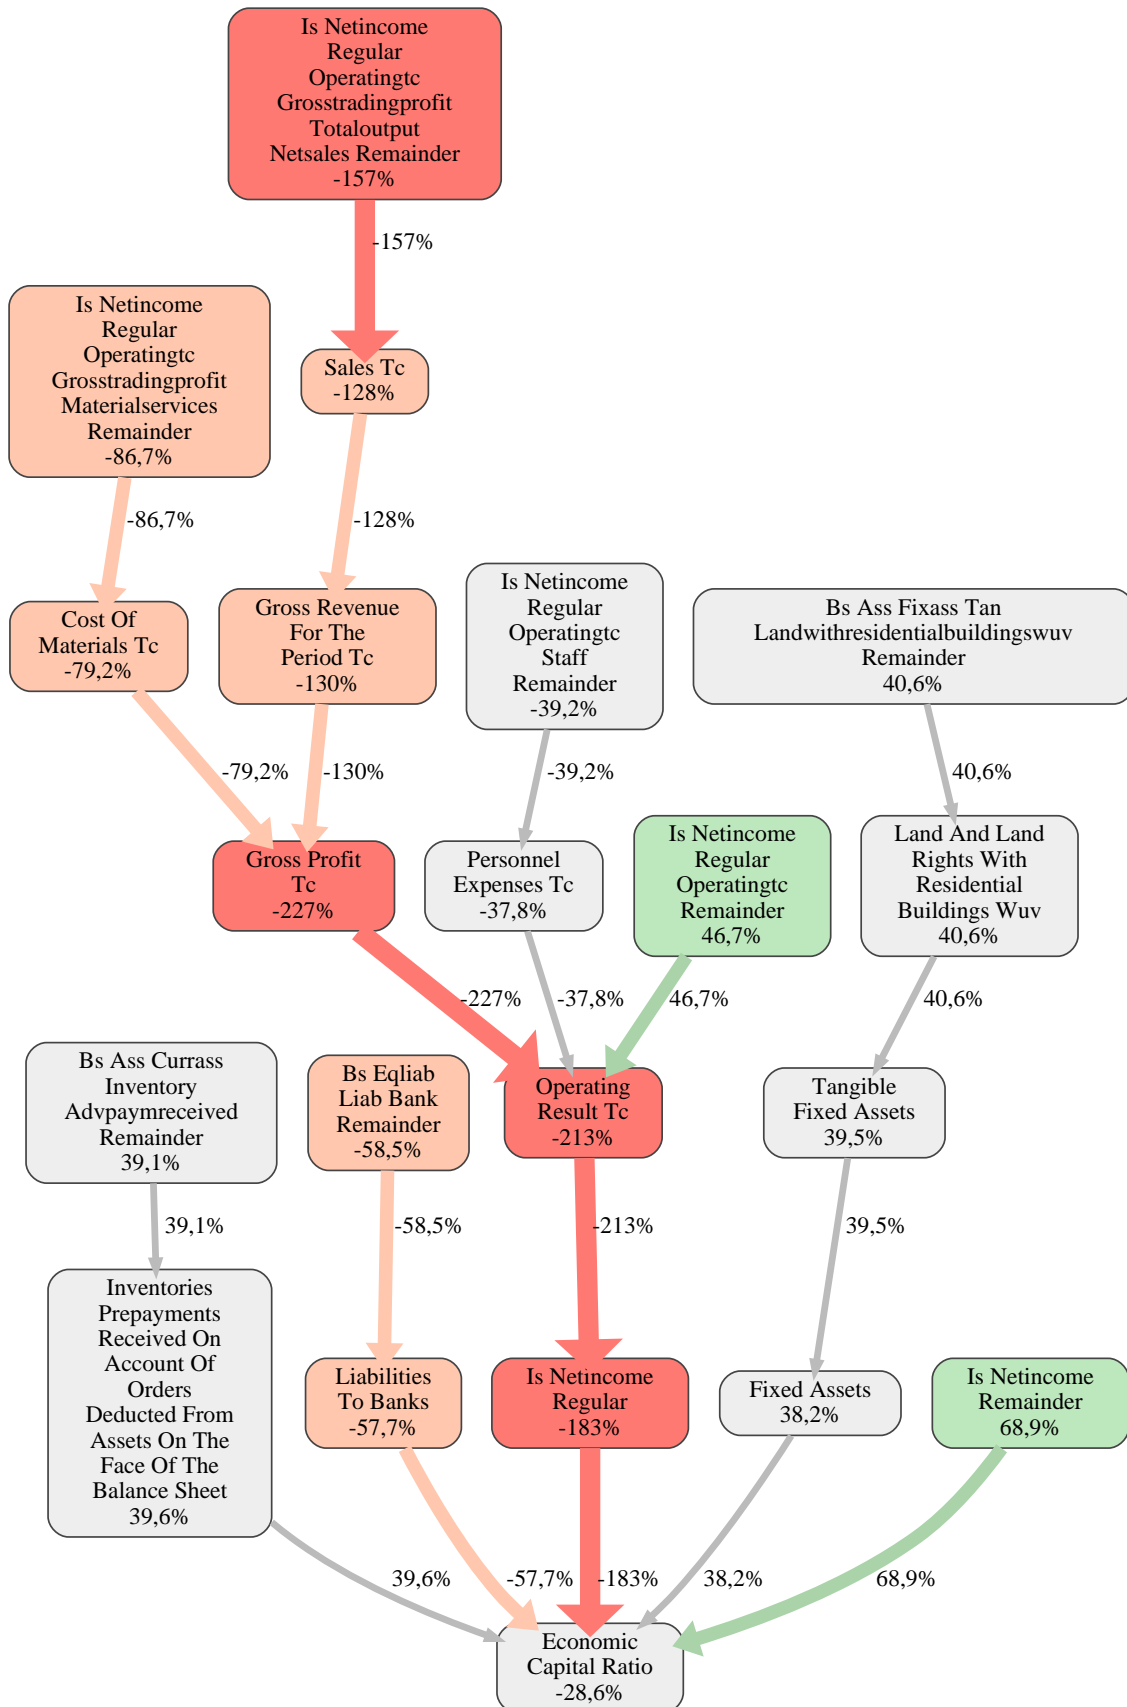 Is Netincome
Regular
Operatingtc
Grosstradingprofit
Totaloutput
Netsales Remainder
-157%
-157%
Is Netincome
Regular
Operatingtc
Grosstradingprofit
Materialservices
Remainder
-86,7%
Sales Tc
-128%
-86,7%
-128%
Cost Of
Materials Tc
-79,2%
Gross Revenue
For The
Period Tc
-130%
Is Netincome
Regular
Operatingtc
Staff
Remainder
-39,2%
Bs Ass Fixass Tan
Landwithresidentialbuildingswuv
Remainder
40,6%
-79,2%
-130%
-39,2%
40,6%
Gross Profit
Tc
-227%
Personnel
Expenses Tc
-37,8%
Is Netincome
Regular
Operatingtc
Remainder
46,7%
Land And Land
Rights With
Residential
Buildings Wuv
40,6%
-227%
-37,8%
46,7%
40,6%
Bs Ass Currass
Inventory
Advpaymreceived
Remainder
39,1%
Bs Eqliab
Liab Bank
Remainder
-58,5%
Operating
Result Tc
-213%
Tangible
Fixed Assets
39,5%
39,1%
-58,5%
-213%
39,5%
Inventories
Prepayments
Received On
Account Of
Orders
Deducted From
Assets On The
Face Of The
Balance Sheet
39,6%
Liabilities
To Banks
-57,7%
Is Netincome
Regular
-183%
Fixed Assets
38,2%
Is Netincome
Remainder
68,9%
39,6%
-57,7%
-183%
38,2%
68,9%
Economic
Capital Ratio
-28,6%